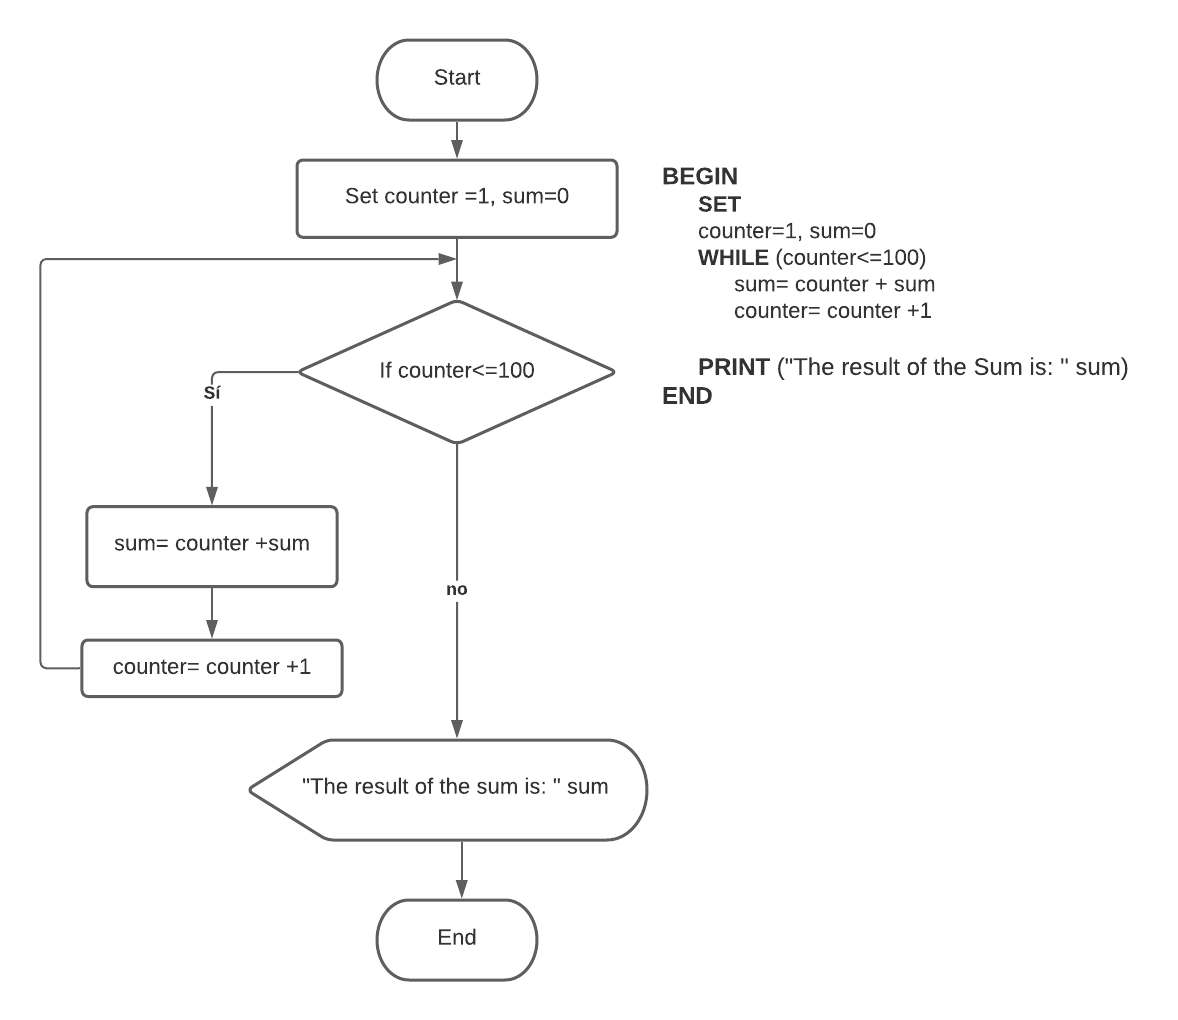 Start
Set counter =1, sum=0
If counter<=100
Sí
sum= counter +sum
counter= counter +1
no
"The result of the sum is: " sum
End
BEGIN
SET
counter=1, sum=0
WHILE (counter<=100)
sum= counter + sum
counter= counter +1
PRINT ("The result of the Sum is: " sum)
END